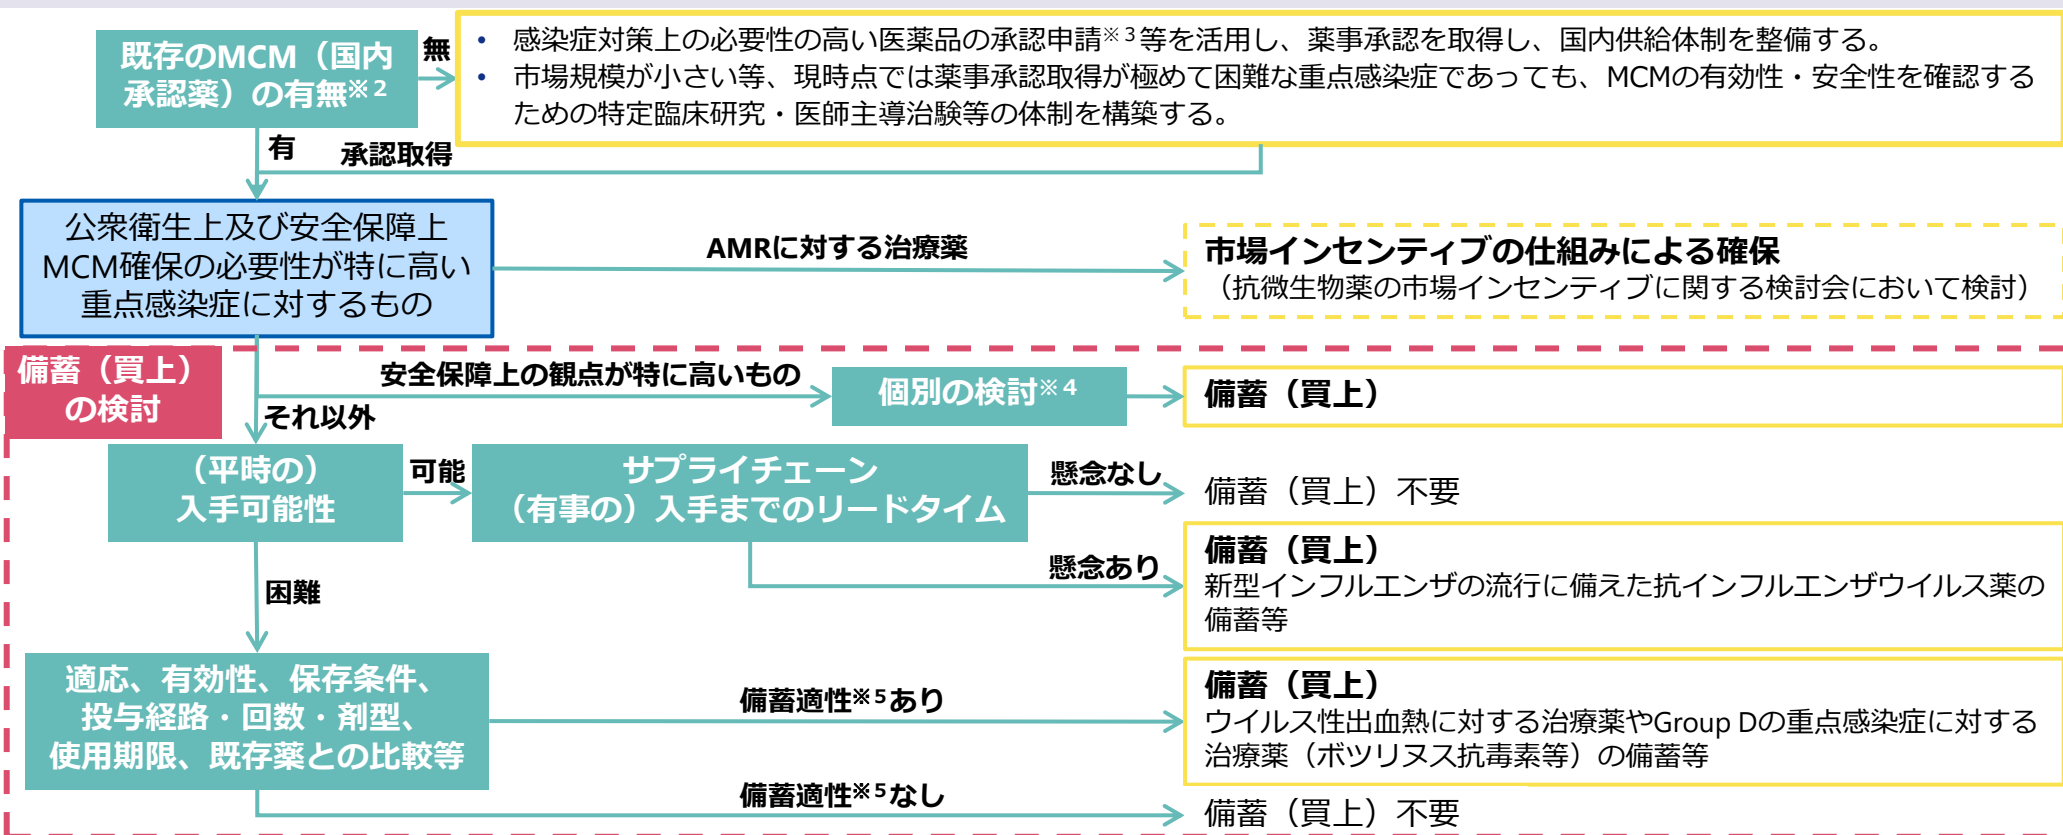 既存のMCM（国内
承認薬）の有無※2
無
• 感染症対策上の必要性の高い医薬品の承認申請※3等を活用し、薬事承認を取得し、国内供給体制を整備する。
• 市場規模が小さい等、現時点では薬事承認取得が極めて困難な重点感染症であっても、MCMの有効性・安全性を確認する
ための特定臨床研究・医師主導治験等の体制を構築する。
有
承認取得
公衆衛生上及び安全保障上
MCM確保の必要性が特に高い
重点感染症に対するもの
AMRに対する治療薬
市場インセンティブの仕組みによる確保
（抗微生物薬の市場インセンティブに関する検討会において検討）
備蓄（買上）
の検討
安全保障上の観点が特に高いもの
個別の検討※4
備蓄（買上）
それ以外
（平時の）
入手可能性
可能
サプライチェーン
（有事の）入手までのリードタイム
懸念なし
備蓄（買上）不要
懸念あり
備蓄（買上）
新型インフルエンザの流行に備えた抗インフルエンザウイルス薬の
備蓄等
困難
適応、有効性、保存条件、
投与経路・回数・剤型、
使用期限、既存薬との比較等
備蓄適性※5あり
備蓄（買上）
ウイルス性出血熱に対する治療薬やGroup Dの重点感染症に対する
治療薬（ボツリヌス抗毒素等）の備蓄等
備蓄適性※5なし
備蓄（買上）不要